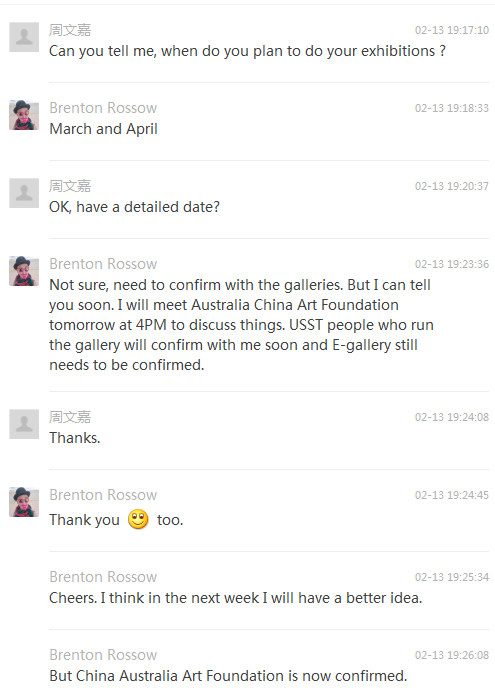 周文嘉 02-13 19:17:10
Can you tell me, when do you plan to do your exhibitions ?
Brenton Rossow 02-13 19:18:33
March and April
周文嘉 02-13 19:20:37
OK, have a detailed date?
Brenton Rossow 02-13 19:23:36
Not sure, need to confirm with the galleries. But I can tell
you soon. I will meet Australia China Art Foundation
tomorrow at 4PM to discuss things. USST people who run
the gallery will confirm with me soon and E-gallery still
needs to be confirmed.
周文嘉 02-13 19:24:08
Thanks.
Brenton Rossow 02-13 19:24:45
Thank you 🙂 too.
Brenton Rossow 02-13 19:25:34
Cheers. I think in the next week I will have a better idea.
Brenton Rossow 02-13 19:26:08
But China Australia Art Foundation is now confirmed.